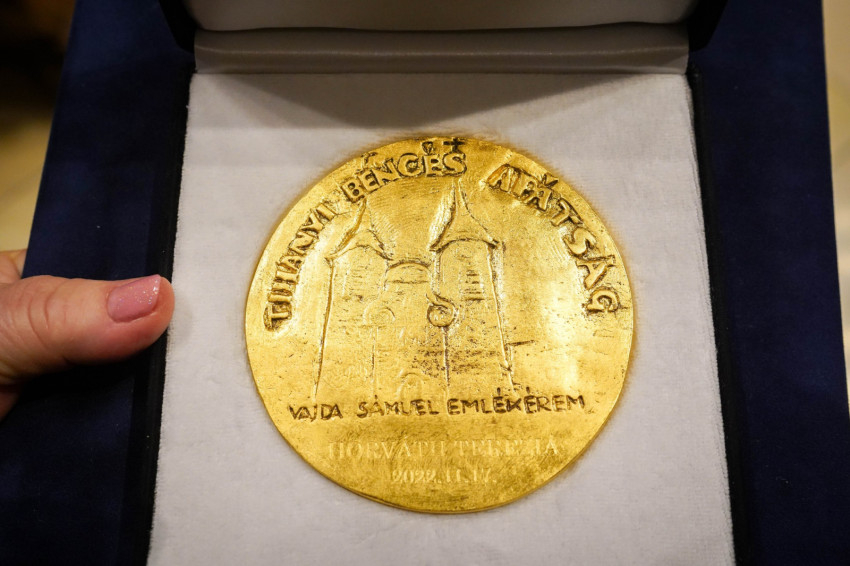 TIHANYI BENCÉS APÁTSÁG
VAJDA SÁMUEL EMLÉKÉREM
HORVÁTH TERÉZIA
2022.11.17.